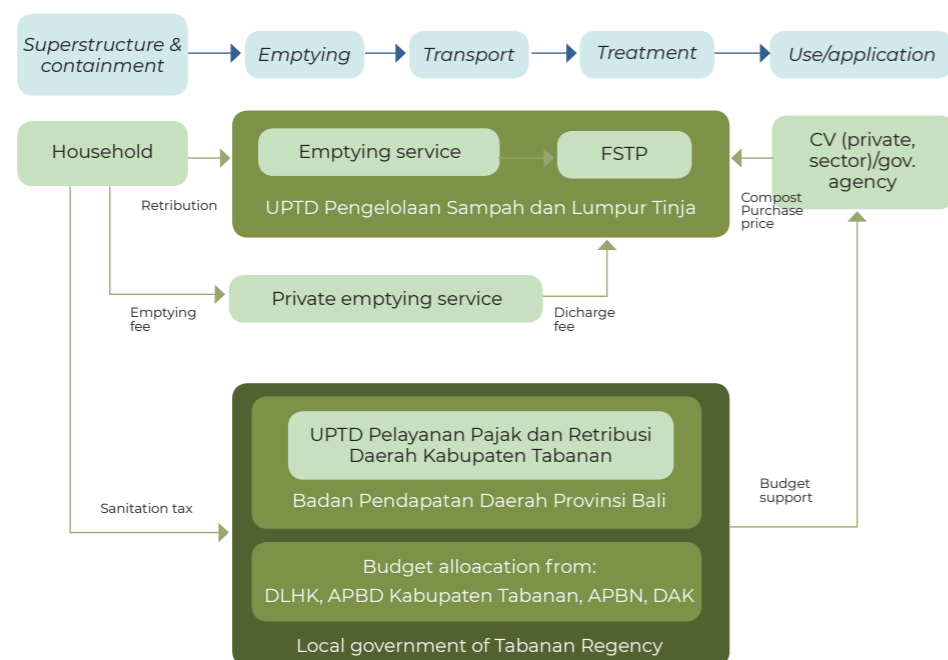 Superstructure &
containment
Emptying
Transport
Treatment
Use/application
Household
Emptying service
FSTP
UPTD Pengelolaan Sampah dan Lumpur Tinja
CV (private,
sector)/gov.
agency
Retribution
Compost
Purchase
price
Private emptying service
Emptying
fee
Dicharge
fee
UPTD Pelayanan Pajak dan Retribusi
Daerah Kabupaten Tabanan
Badan Pendapatan Daerah Provinsi Bali
Sanitation tax
Budget
support
Budget alloacation from:
DLHK, APBD Kabupaten Tabanan, APBN, DAK
Local government of Tabanan Regency